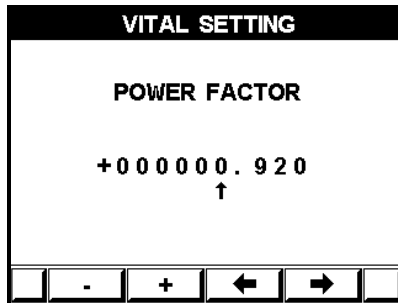 VITAL SETTING
POWER FACTOR
+000000.920
↑
- + ← →